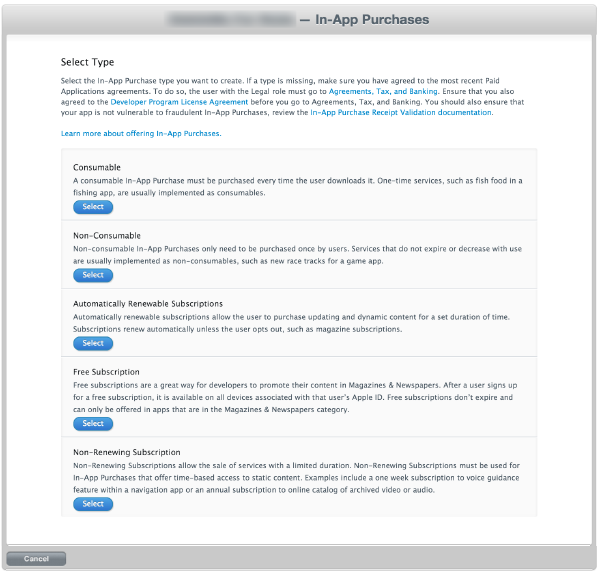 — In-App Purchases
Select Type
Select the In-App Purchase type you want to create. If a type is missing, make sure you have agreed to the most recent Paid
Applications agreements. To do so, the user with the Legal role must go to Agreements, Tax, and Banking. Ensure that you also
agreed to the Developer Program License Agreement before you go to Agreements, Tax, and Banking. You should also ensure that
your app is not vulnerable to fraudulent In-App Purchases, review the In-App Purchase Receipt Validation documentation.
Learn more about offering In-App Purchases.
Consumable
A consumable In-App Purchase must be purchased every time the user downloads it. One-time services, such as fish food in a
fishing app, are usually implemented as consumables.
Select
Non-Consumable
Non-consumable In-App Purchases only need to be purchased once by users. Services that do not expire or decrease with use
are usually implemented as non-consumables, such as new race tracks for a game app.
Select
Automatically Renewable Subscriptions
Automatically renewable subscriptions allow the user to purchase updating and dynamic content for a set duration of time.
Subscriptions renew automatically unless the user opts out, such as magazine subscriptions.
Select
Free Subscription
Free subscriptions are a great way for developers to promote their content in Magazines & Newspapers. After a user signs up
for a free subscription, it is available on all devices associated with that user's Apple ID. Free subscriptions don't expire and
can only be offered in apps that are in the Magazines & Newspapers category.
Select
Non-Renewing Subscription
Non-Renewing Subscriptions allow the sale of services with a limited duration. Non-Renewing Subscriptions must be used for
In-App Purchases that offer time-based access to static content. Examples include a one week subscription to voice guidance
feature within a navigation app or an annual subscription to online catalog of archived video or audio.
Select
Cancel